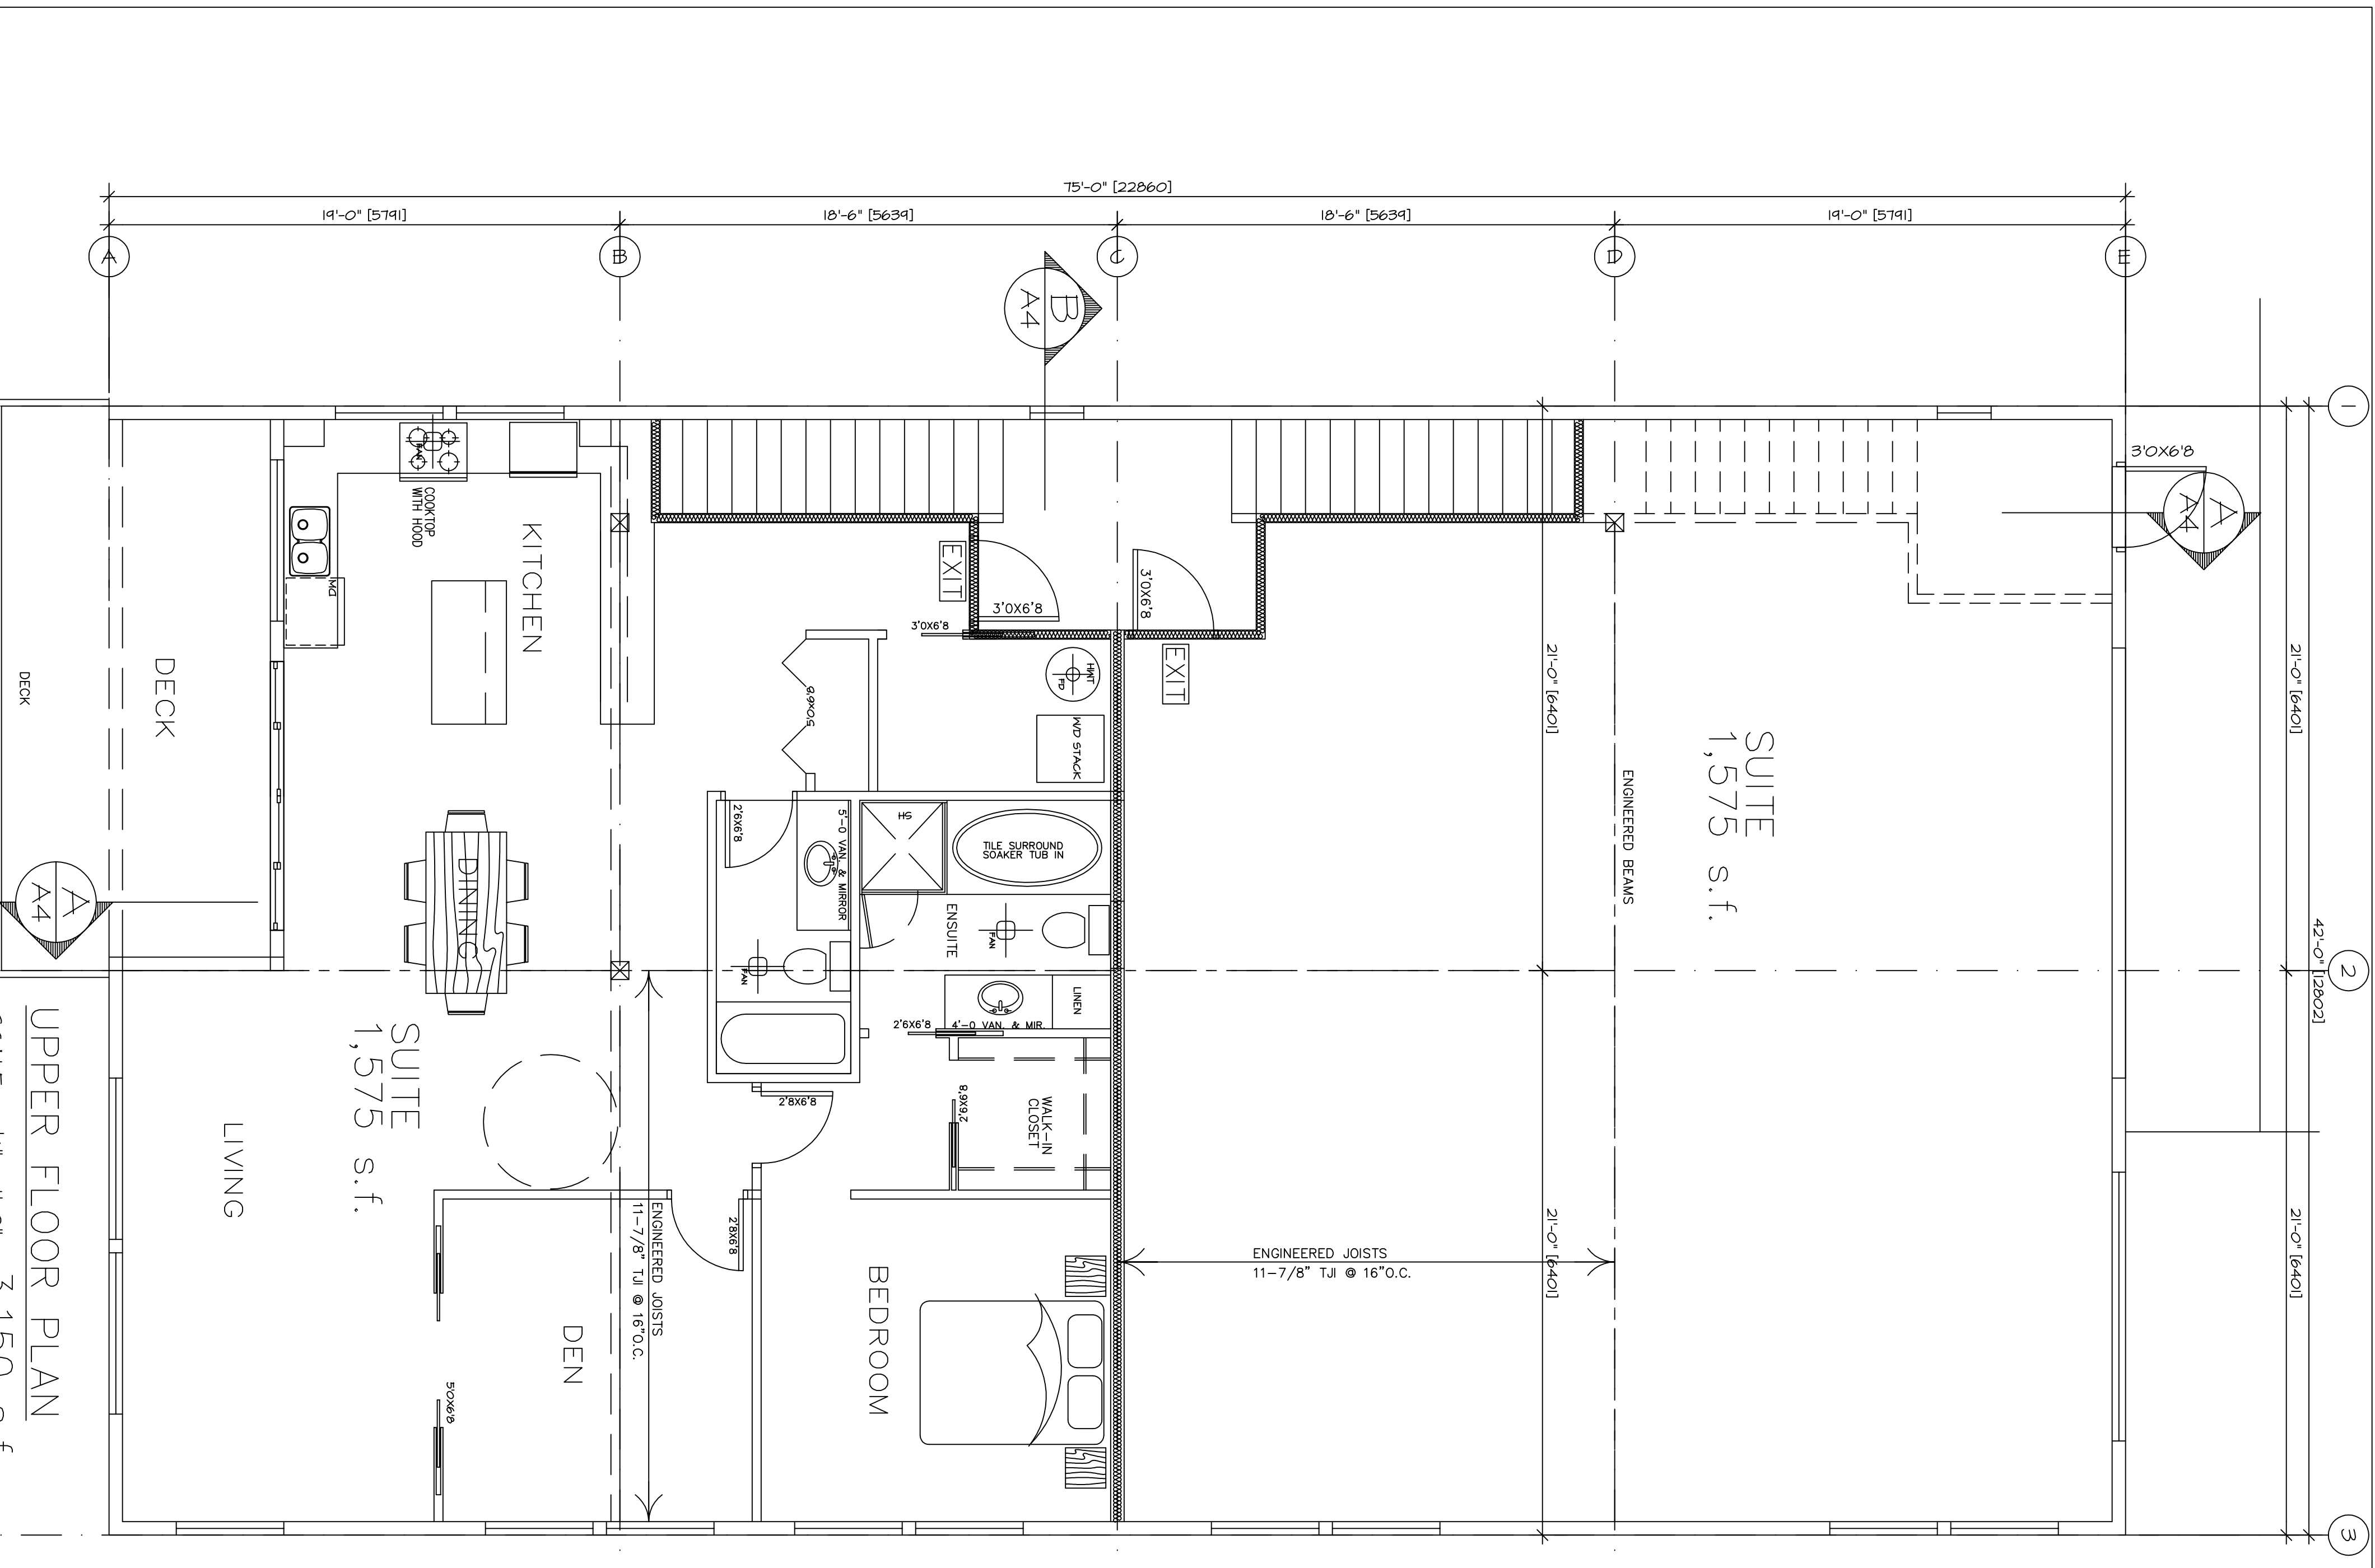 75'-0" [22860]
19'-0" [5791]
18'-6" [5639]
18'-6" [5639]
19'-0" [5791]
A
B
C
D
E
1
2
3
B
A4
A
A4
A
A4
3'0X6'8
21'-0" [6401]
21'-0" [6401]
42'-0" [12802]
21'-0" [6401]
21'-0" [6401]
COOKTOP
WITH HOOD
FAN
KITCHEN
DECK
DECK
DINING
EXIT
3'0X6'8
3'0X6'8
3'0X6'8
EXIT
HWT
FD
W/D STACK
5'0X6'8
2'6X6'8
5'-0 VAN. & MIRROR
FAN
SH
TILE SURROUND
SOAKER TUB IN
ENSUITE
FAN
LINEN
4'-0 VAN. & MIR.
2'6X6'8
2'6X6'8
WALK-IN
CLOSET
2'8X6'8
2'8X6'8
BEDROOM
DEN
5'0X6'8
LIVING
SUITE
1,575 s.f.
SUITE
1,575 s.f.
ENGINEERED BEAMS
ENGINEERED JOISTS
11-7/8" TJI @ 16"O.C.
ENGINEERED JOISTS
11-7/8" TJI @ 16"O.C.
UPPER FLOOR PLAN